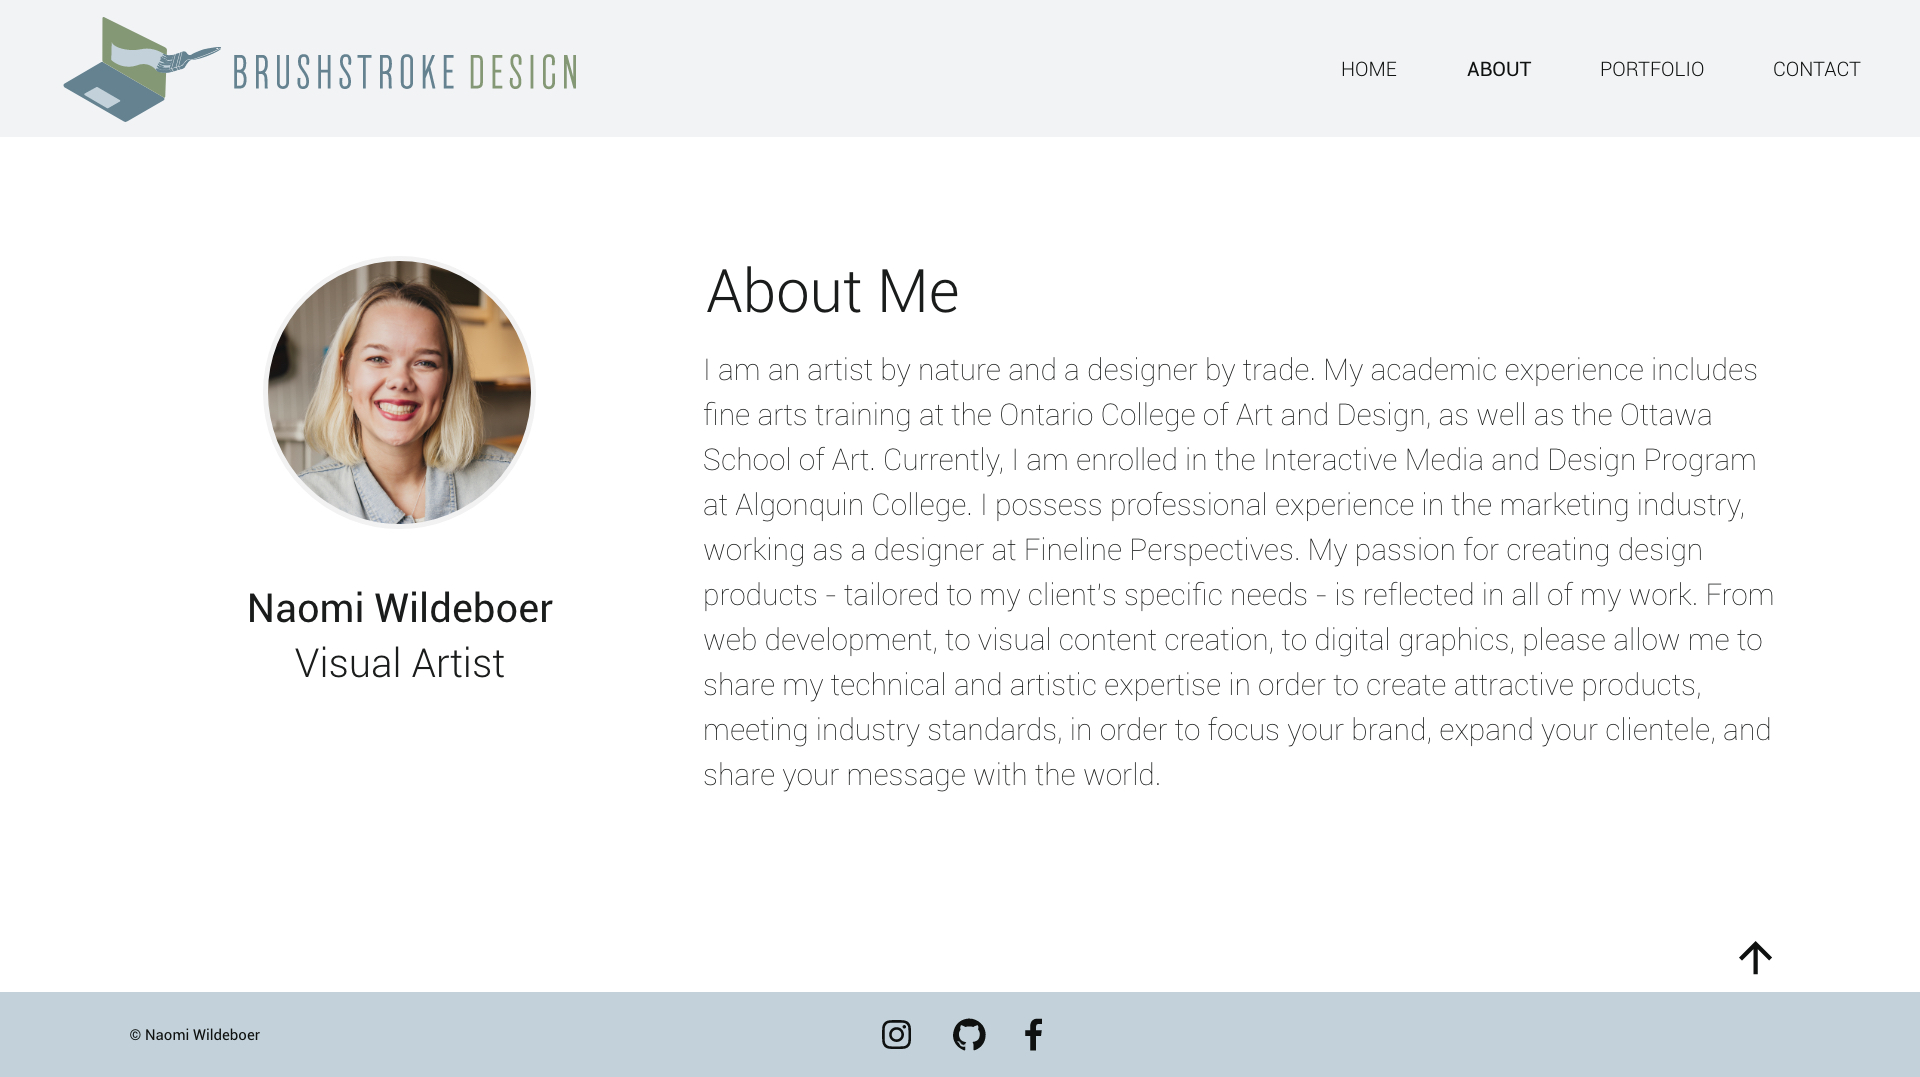 BRUSHSTROKE DESIGN
HOME ABOUT PORTFOLIO CONTACT
About Me
I am an artist by nature and a designer by trade. My academic experience includes
fine arts training at the Ontario College of Art and Design, as well as the Ottawa
School of Art. Currently, I am enrolled in the Interactive Media and Design Program
at Algonquin College. I possess professional experience in the marketing industry,
working as a designer at Fineline Perspectives. My passion for creating design
products - tailored to my client's specific needs - is reflected in all of my work. From
web development, to visual content creation, to digital graphics, please allow me to
share my technical and artistic expertise in order to create attractive products,
meeting industry standards, in order to focus your brand, expand your clientele, and
share your message with the world.
Naomi Wildeboer
Visual Artist
© Naomi Wildeboer